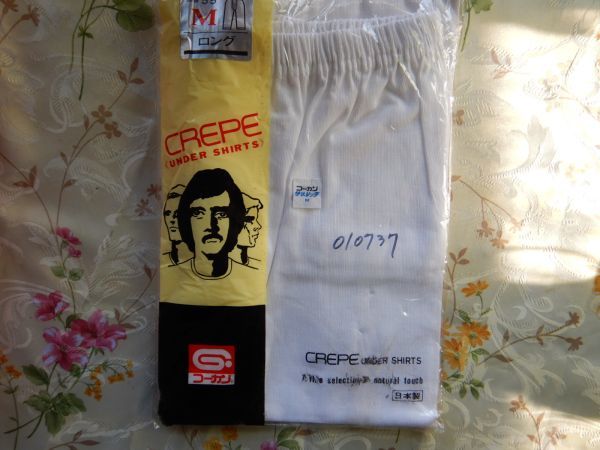 M
ロング
CREPE
(UNDER SHIRTS)
コーカン
M
010737
CREPE UNDER SHIRTS
selection natural touch
日本製
G
コーカン